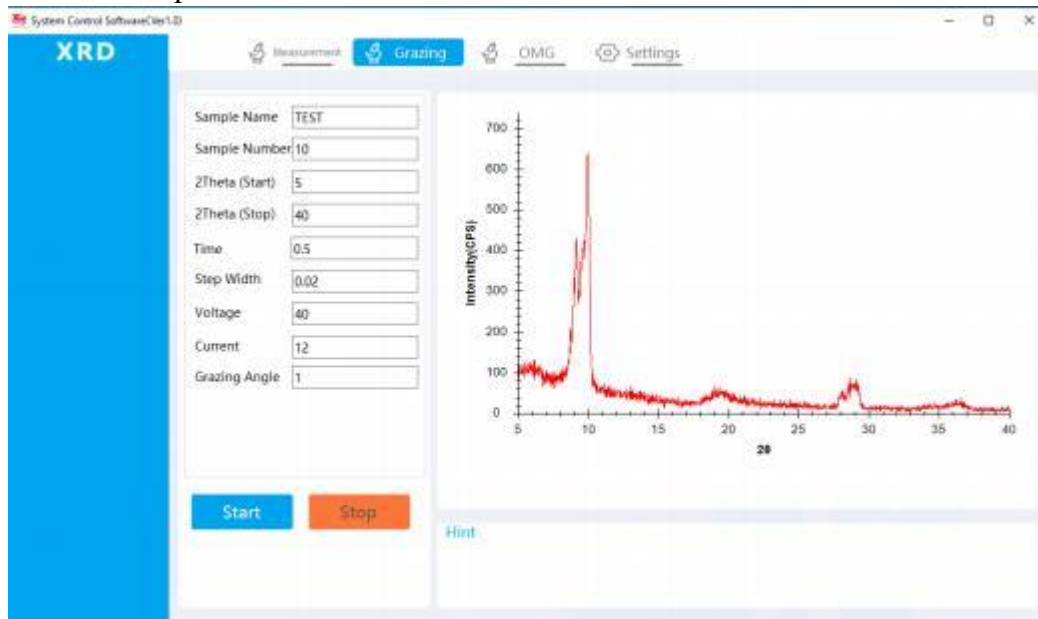 System Control Software(Ver1.0)
XRD
Measurement Grazing OMG Settings
Sample Name TEST
Sample Number 10
2Theta (Start) 5
2Theta (Stop) 40
Time 0.5
Step Width 0.02
Voltage 40
Current 12
Grazing Angle 1
Start Stop
Intensity(CPS)
700
600
500
400
300
200
100
0
5 10 15 20 25 30 35 40
2θ
Hint